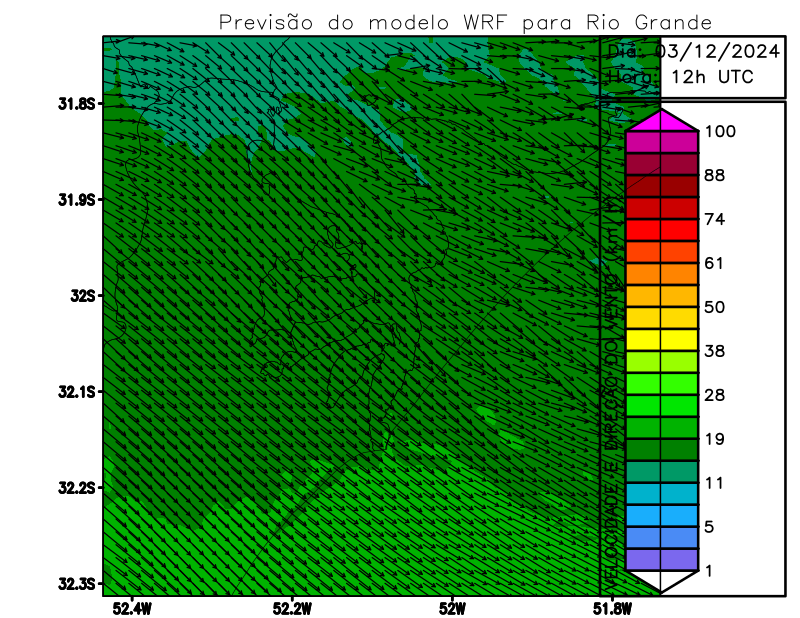 Previsão do modelo WRF para Rio Grande
Dia: 03/12/2024
Hora: 12h UTC
31.8S
31.9S
32S
32.1S
32.2S
32.3S
52.4W
52.2W
52W
51.8W
100
88
74
61
50
38
28
19
11
5
1
VELOCIDADE E DIREÇÃO DO VENTO (km/h)